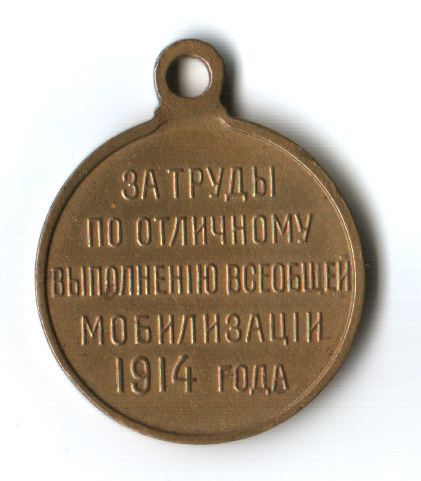 ЗА ТРУДЫ
ПО ОТЛИЧНОМУ
ВЫПОЛНЕНІЮ ВСЕОБЩЕЙ
МОБИЛИЗАЦІИ
1914 ГОДА